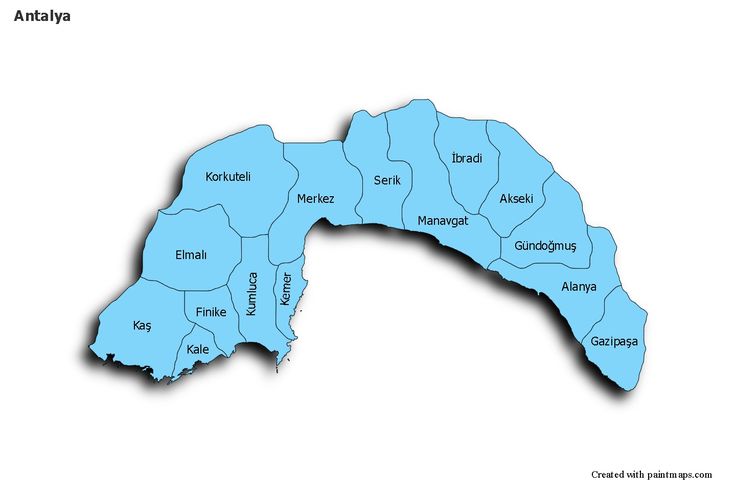 Antalya
İbradi
Korkuteli
Serik
Merkez
Akseki
Manavgat
Gündoğmuş
Elmalı
Kumluca
Kemer
Alanya
Finike
Kaş
Gazipaşa
Kale
Created with paintmaps.com